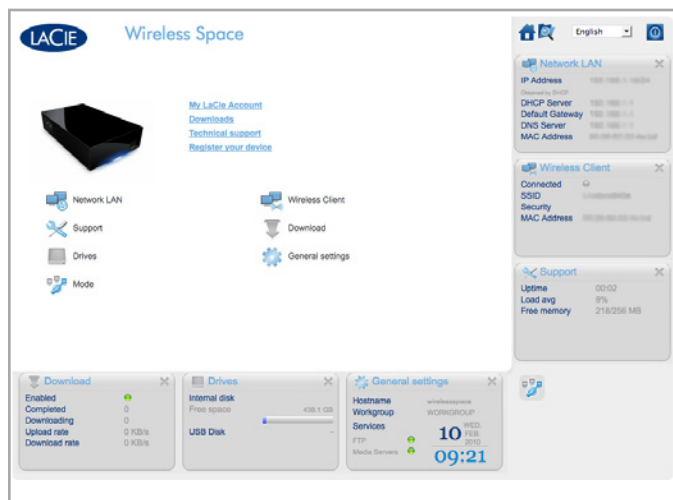 LACIE
Wireless Space
English
My LaCie Account
Downloads
Technical support
Register your device
Network LAN
Wireless Client
Support
Download
Drives
General settings
Mode
Network LAN
IP Address
Obtained by DHCP
DHCP Server
Default Gateway
DNS Server
MAC Address
Wireless Client
Connected
SSID
Security
MAC Address
Support
Uptime 00:02
Load avg 9%
Free memory 218/256 MB
Download
Enabled
Completed 0
Downloading 0
Upload rate 0 KB/s
Download rate 0 KB/s
Drives
Internal disk
Free space 438.1 GB
USB Disk -
General settings
Hostname wirelessspace
Workgroup WORKGROUP
Services
FTP
Media Servers
10 WED. FEB. 2010
09:21